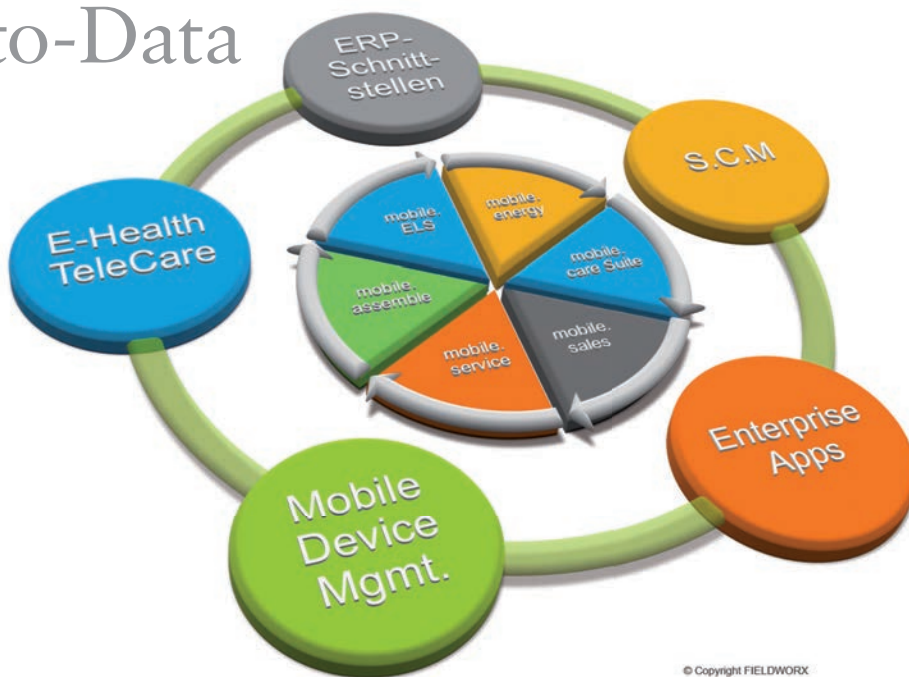 to-Data
ERP-
Schnitt-
stellen
S.C.M
E-Health
TeleCare
mobile.
ELS
mobile.
energy
mobile.
care Suite
mobile.
assemble
mobile.
service
mobile.
sales
Enterprise
Apps
Mobile
Device
Mgmt.
© Copyright FIELDWORX